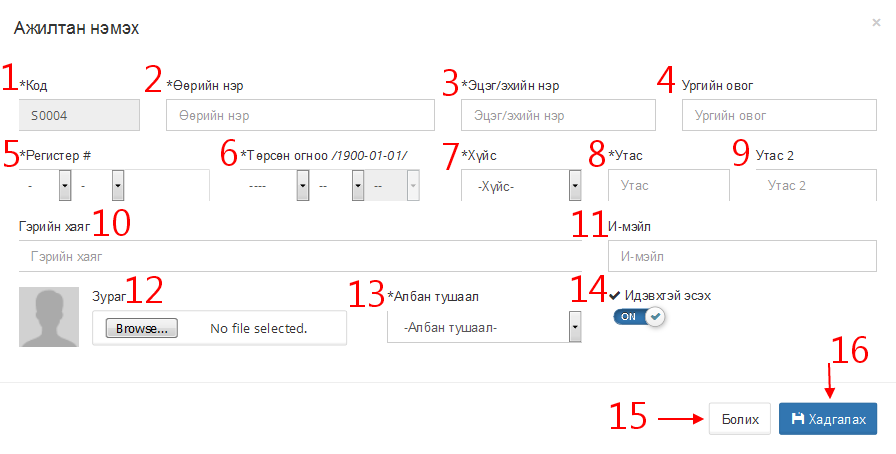 Ажилтан нэмэх ×
1 *Код 2 *Өөрийн нэр 3 *Эцэг/эхийн нэр 4 Ургийн овог
S0004 Өөрийн нэр Эцэг/эхийн нэр Ургийн овог
5 *Регистер # 6 *Төрсөн огноо /1900-01-01/ 7 *Хүйс 8 *Утас 9 Утас 2
- - ---- -- -- -Хүйс- Утас Утас 2
Гэрийн хаяг 10 11 И-мэйл
Гэрийн хаяг И-мэйл
Зураг 12 13 *Албан тушаал 14 Идэвхтэй эсэх
Browse... No file selected. -Албан тушаал- ON
16
15 Болих Хадгалах